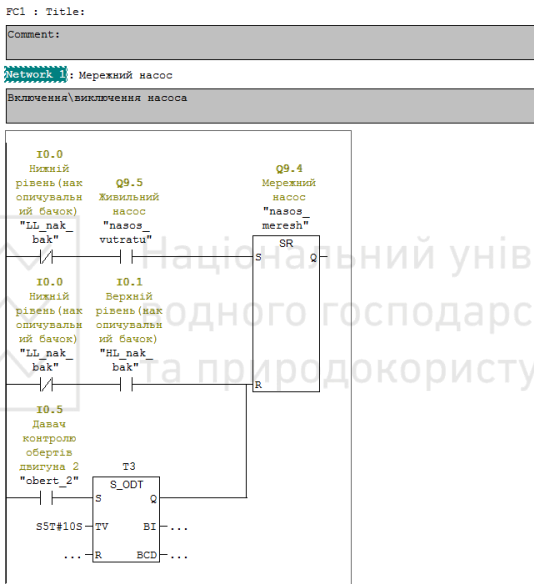 FC1 : Title:
Comment:
Network 1: Мережний насос
Включення\виключення насоса
I0.0
Нижній
рівень(нак
опичувальн
ий бачок)
"LL_nak_
bak"
Q9.5
Живильний
насос
"nasos_
vutratu"
Q9.4
Мережний
насос
"nasos_
meresh"
SR
S
Q
I0.0
Нижній
рівень(нак
опичувальн
ий бачок)
"LL_nak_
bak"
I0.1
Верхній
рівень(нак
опичувальн
ий бачок)
"HL_nak_
bak"
R
I0.5
Давач
контролю
обертів
двигуна 2
"obert_2"
T3
S_ODT
S
Q
S5T#10S
TV
BI
...
...
R
BCD
...
Національний унів
водного господарс
та природокористу